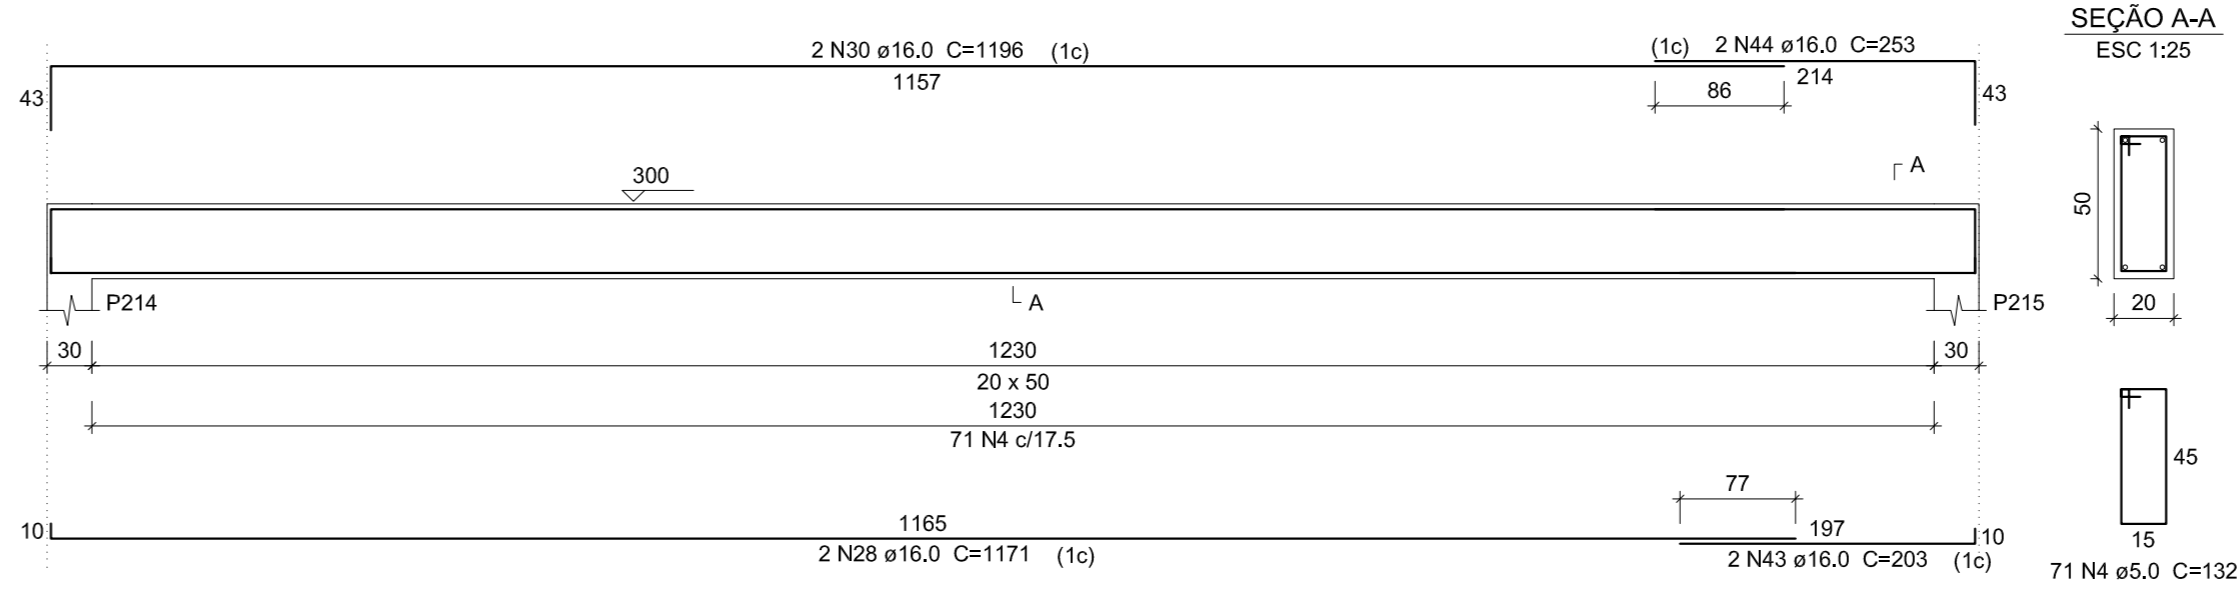 SEÇÃO A-A
ESC 1:25
2 N30 ø16.0 C=1196 (1c)
(1c) 2 N44 ø16.0 C=253
1157
214
86
43
43
A
300
50
20
A
P214
P215
30
1230
30
20 x 50
1230
71 N4 c/17.5
45
15
71 N4 ø5.0 C=132
77
10
1165
197
10
2 N28 ø16.0 C=1171 (1c)
2 N43 ø16.0 C=203 (1c)